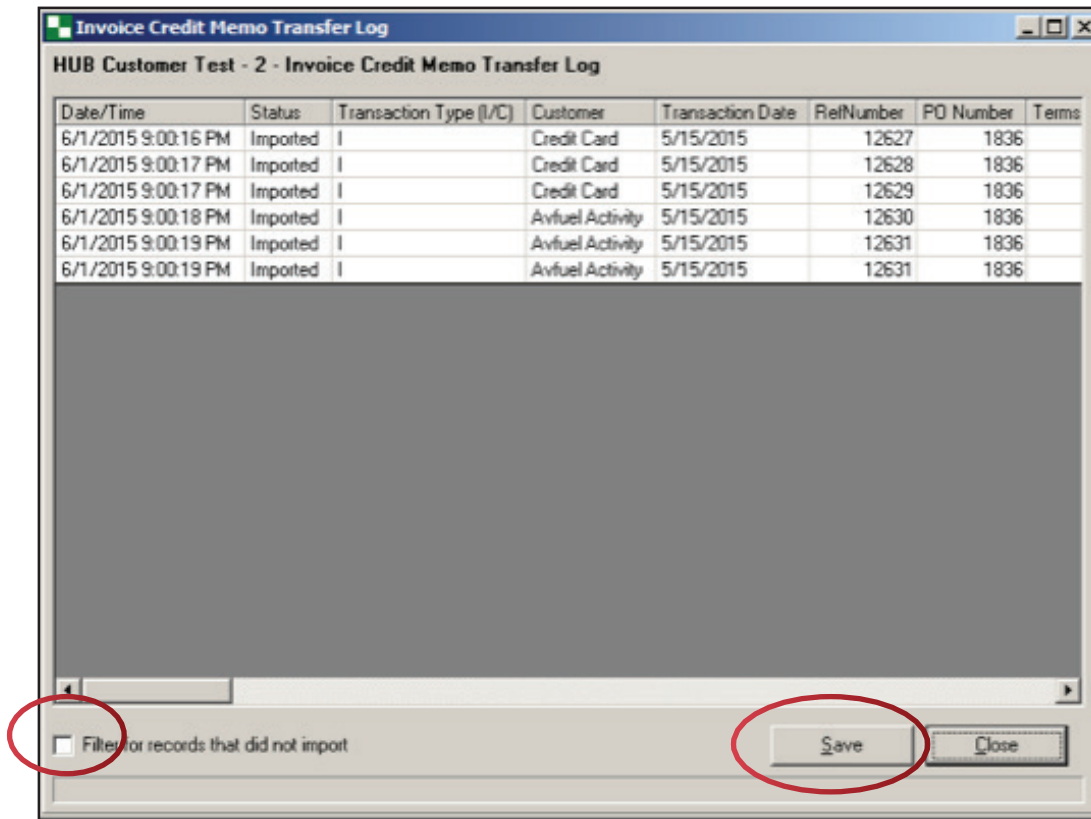 Invoice Credit Memo Transfer Log
HUB Customer Test - 2 - Invoice Credit Memo Transfer Log
Date/Time Status Transaction Type (I/C) Customer Transaction Date RefNumber PO Number Terms
6/1/2015 9:00:16 PM Imported I Credit Card 5/15/2015 12627 1836
6/1/2015 9:00:17 PM Imported I Credit Card 5/15/2015 12628 1836
6/1/2015 9:00:17 PM Imported I Credit Card 5/15/2015 12629 1836
6/1/2015 9:00:18 PM Imported I Avfuel Activity 5/15/2015 12630 1836
6/1/2015 9:00:19 PM Imported I Avfuel Activity 5/15/2015 12631 1836
6/1/2015 9:00:19 PM Imported I Avfuel Activity 5/15/2015 12631 1836
Filter for records that did not import Save Close